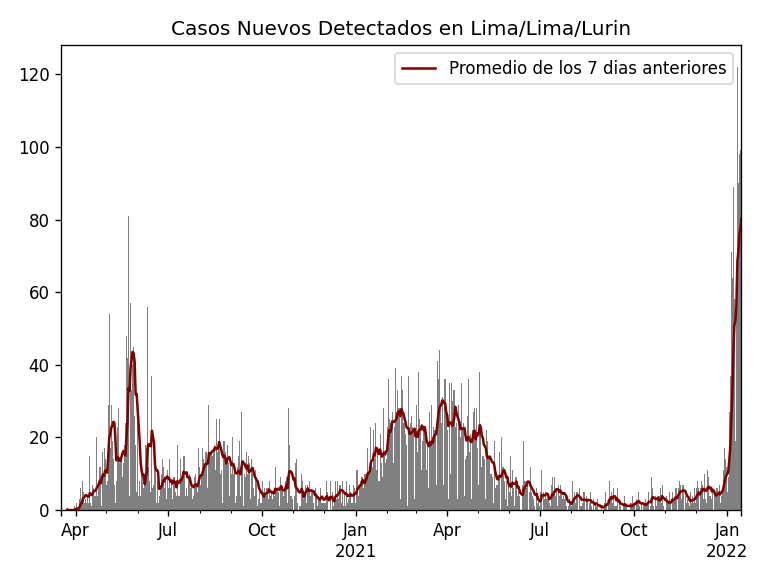 Casos Nuevos Detectados en Lima/Lima/Lurin
Promedio de los 7 dias anteriores
120
100
80
60
40
20
0
Apr Jul Oct Jan Apr Jul Oct Jan
2021 2022